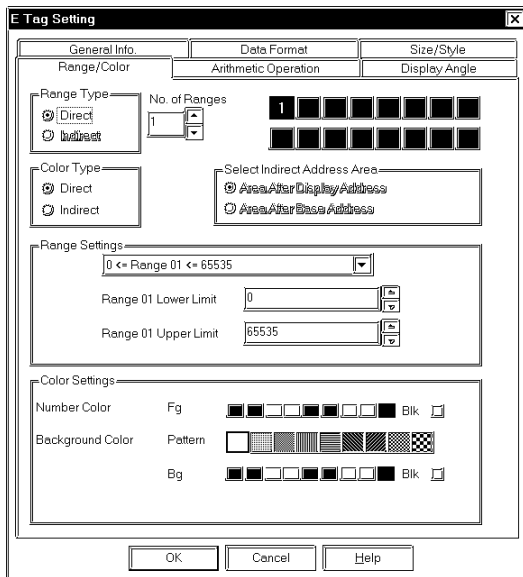 E Tag Setting
General Info. Data Format Size/Style
Range/Color Arithmetic Operation Display Angle
Range Type
Direct
Indirect
No. of Ranges
1
1
Color Type
Direct
Indirect
Select Indirect Address Area
Area After Display Address
Area After Base Address
Range Settings
0 <= Range 01 <= 65535
Range 01 Lower Limit 0
Range 01 Upper Limit 65535
Color Settings
Number Color Fg Blk
Background Color Pattern
Bg Blk
OK Cancel Help